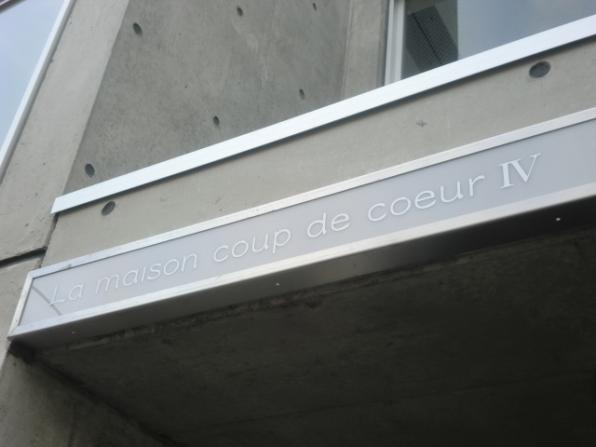 La maison coup de coeur IV